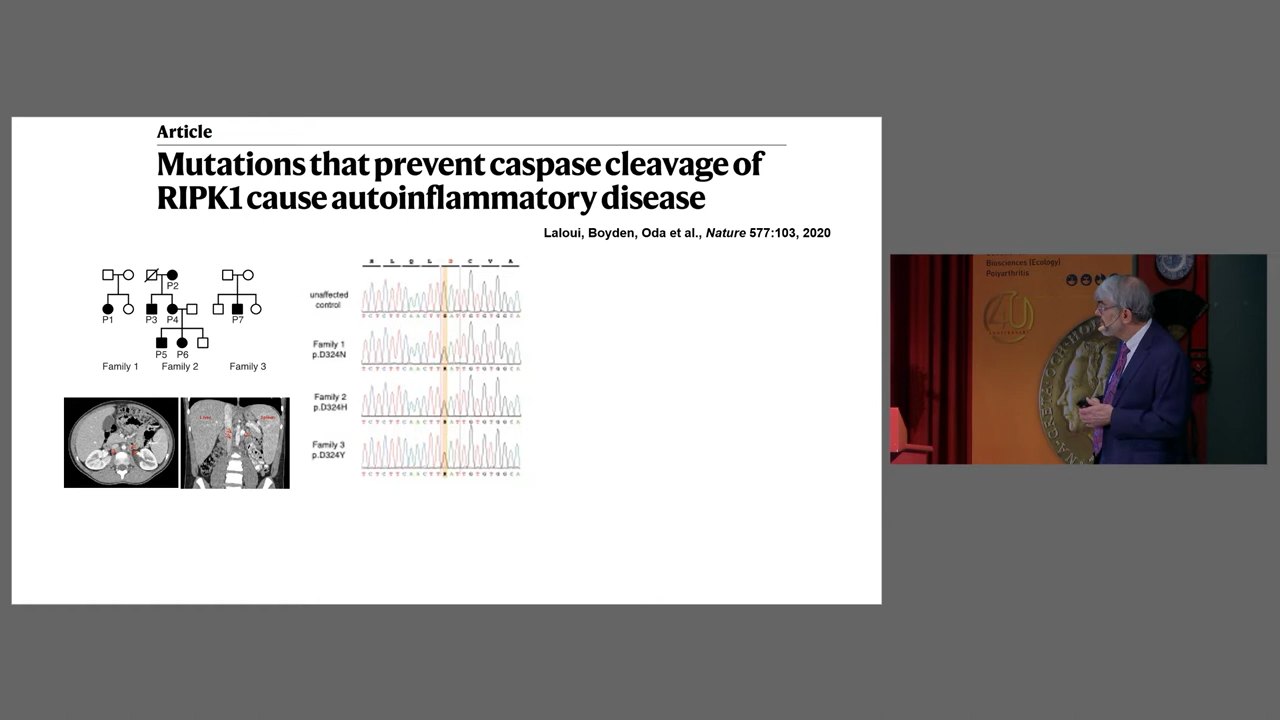 Article
Mutations that prevent caspase cleavage of
RIPK1 cause autoinflammatory disease
Laloui, Boyden, Oda et al., Nature 577:103, 2020
P2
P1
P3
P4
P7
P5
P6
Family 1
Family 2
Family 3
N L Q L D C V A
unaffected
control
Family 1
p.D324N
Family 2
p.D324H
Family 3
p.D324Y
Liver
Biosciences (Ecology)
Polyarthritis
4U